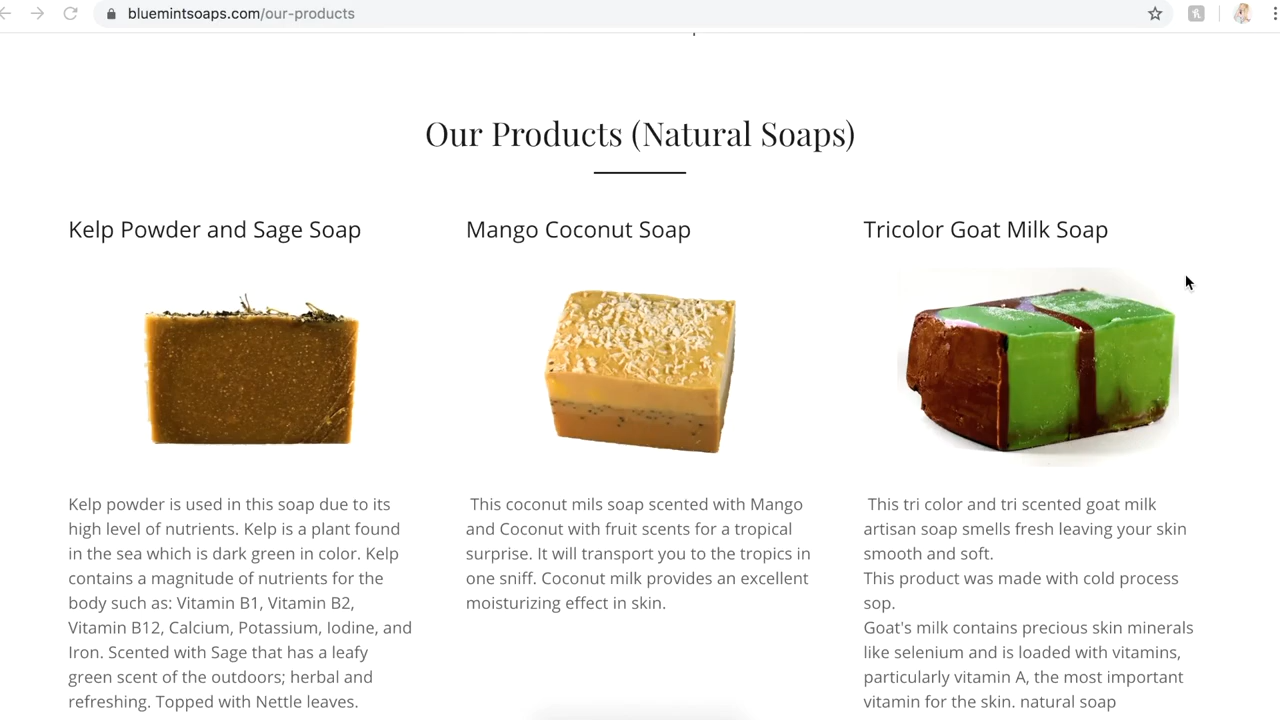 bluemintsoaps.com/our-products
Our Products (Natural Soaps)
Kelp Powder and Sage Soap
Kelp powder is used in this soap due to its
high level of nutrients. Kelp is a plant found
in the sea which is dark green in color. Kelp
contains a magnitude of nutrients for the
body such as: Vitamin B1, Vitamin B2,
Vitamin B12, Calcium, Potassium, Iodine, and
Iron. Scented with Sage that has a leafy
green scent of the outdoors; herbal and
refreshing. Topped with Nettle leaves.
Mango Coconut Soap
This coconut mils soap scented with Mango
and Coconut with fruit scents for a tropical
surprise. It will transport you to the tropics in
one sniff. Coconut milk provides an excellent
moisturizing effect in skin.
Tricolor Goat Milk Soap
This tri color and tri scented goat milk
artisan soap smells fresh leaving your skin
smooth and soft.
This product was made with cold process
sop.
Goat's milk contains precious skin minerals
like selenium and is loaded with vitamins,
particularly vitamin A, the most important
vitamin for the skin. natural soap